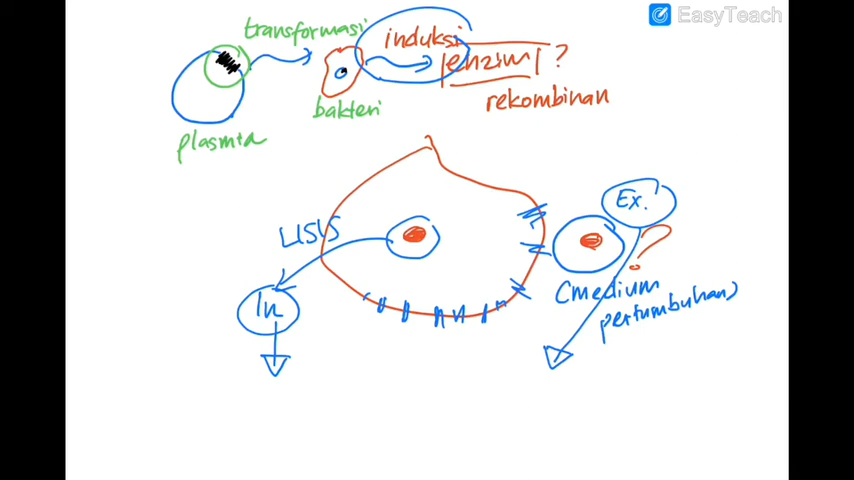 EasyTeach
transformasi
induksi
enzim ?
rekombinan
bakteri
plasmid
Ex.
LISIS
?
In
(medium
pertumbuhan)